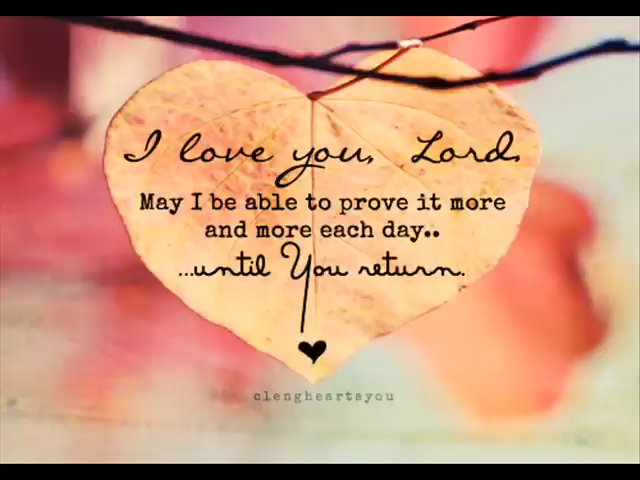 I love you, Lord.
May I be able to prove it more
and more each day..
...until You return.
clengheartsyou